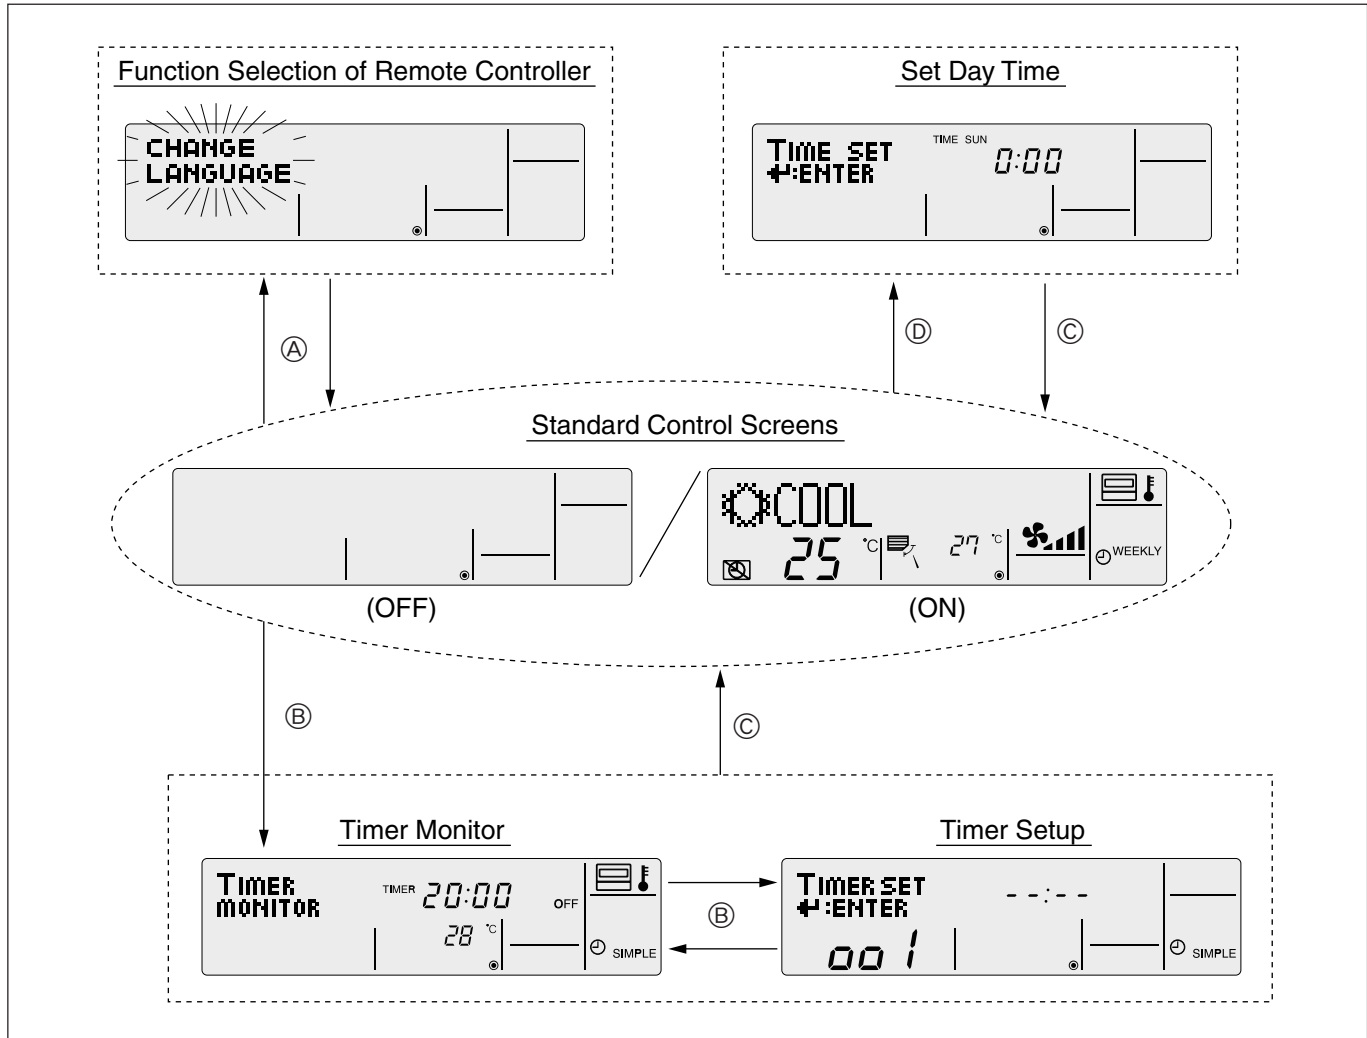 Function Selection of Remote Controller
CHANGE
LANGUAGE
Set Day Time
TIME SET
TIME SUN
0:00
↵:ENTER
Ⓐ
Ⓓ
Ⓒ
Standard Control Screens
COOL
25 °C
27 °C
WEEKLY
(OFF)
(ON)
Ⓑ
Ⓒ
Timer Monitor
TIMER
MONITOR
TIMER 20:00 OFF
28 °C
SIMPLE
Ⓑ
Timer Setup
TIMER SET
↵:ENTER
--:--
001
SIMPLE